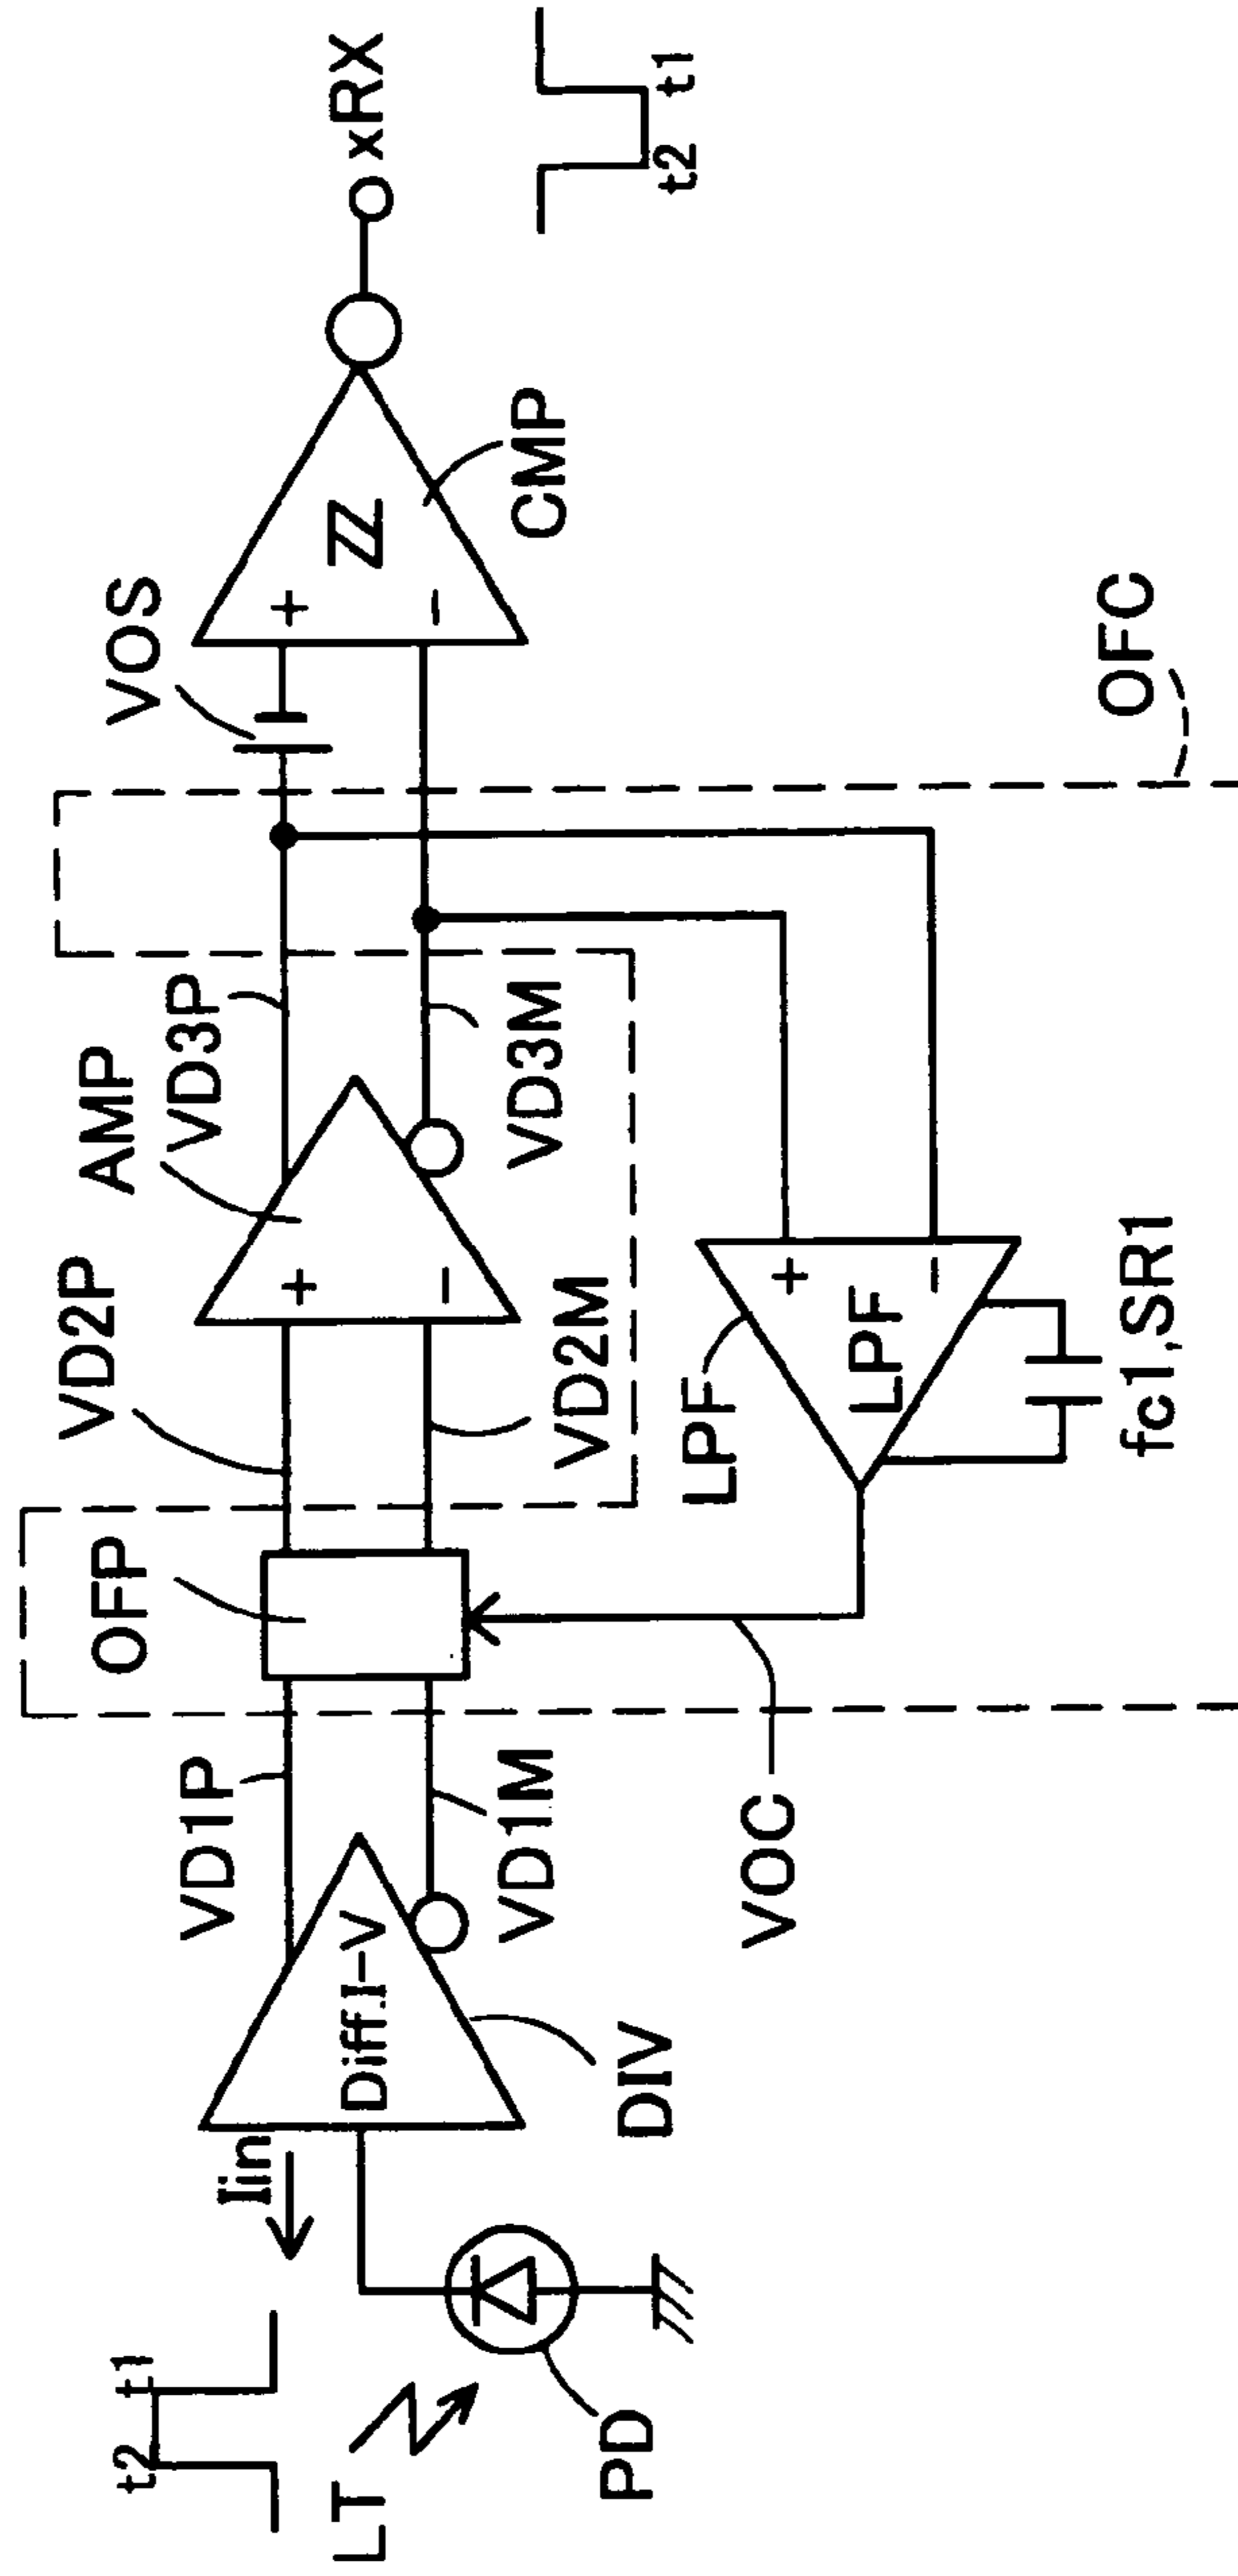 t2 t1
LT
PD
Iin
Diff.I-V
DIV
VD1P
VD1M
VOC
OFP
VD2P
VD2M
+
-
AMP
VD3P
VD3M
LPF
LPF
+
-
fc1,SR1
VOS
+
-
ZZ
CMP
OFC
xRX
t2 t1